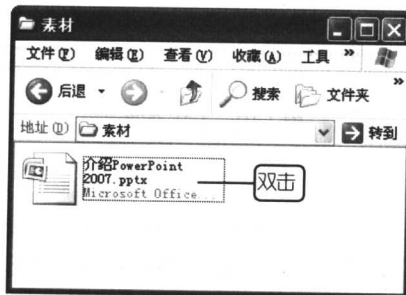 素材
文件(F) 编辑(E) 查看(V) 收藏(A) 工具 »
后退 搜索 文件夹 »
地址(D) 素材 转到
介绍PowerPoint
2007.pptx
Microsoft Office...
双击